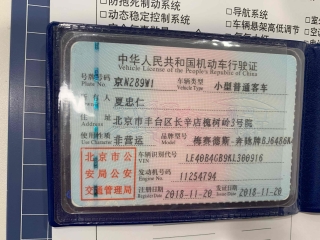 □防抱死制动系统
□动态稳定控制系统
□导航系统
□车辆悬架高低调节
中华人民共和国机动车行驶证
Vehicle License of the People's Republic of China
号牌号码 京N289W1 车辆类型 小型普通客车
Plate No. Vehicle Type
所有人 夏忠仁
住址 北京市丰台区长辛店槐树岭3号院
使用性质 非营运 品牌型号 梅赛德斯-奔驰牌BJ6486K
Use Character Model
北京市公
安局公安
交通管理局
车辆识别代号 LE40B4GB9KL300916
VIN
发动机号码 11254794
Engine No.
注册日期 2018-11-20 发证日期 2018-11-20
Register Date Issue Date